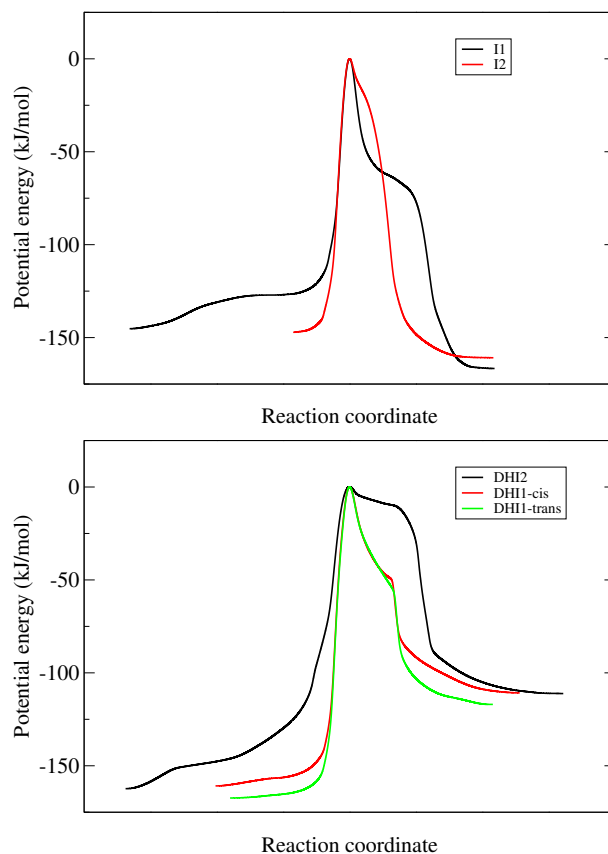 I1
I2
0
-50
-100
-150
Potential energy (kJ/mol)
Reaction coordinate
DHI2
DHI1-cis
DHI1-trans
0
-50
-100
-150
Potential energy (kJ/mol)
Reaction coordinate